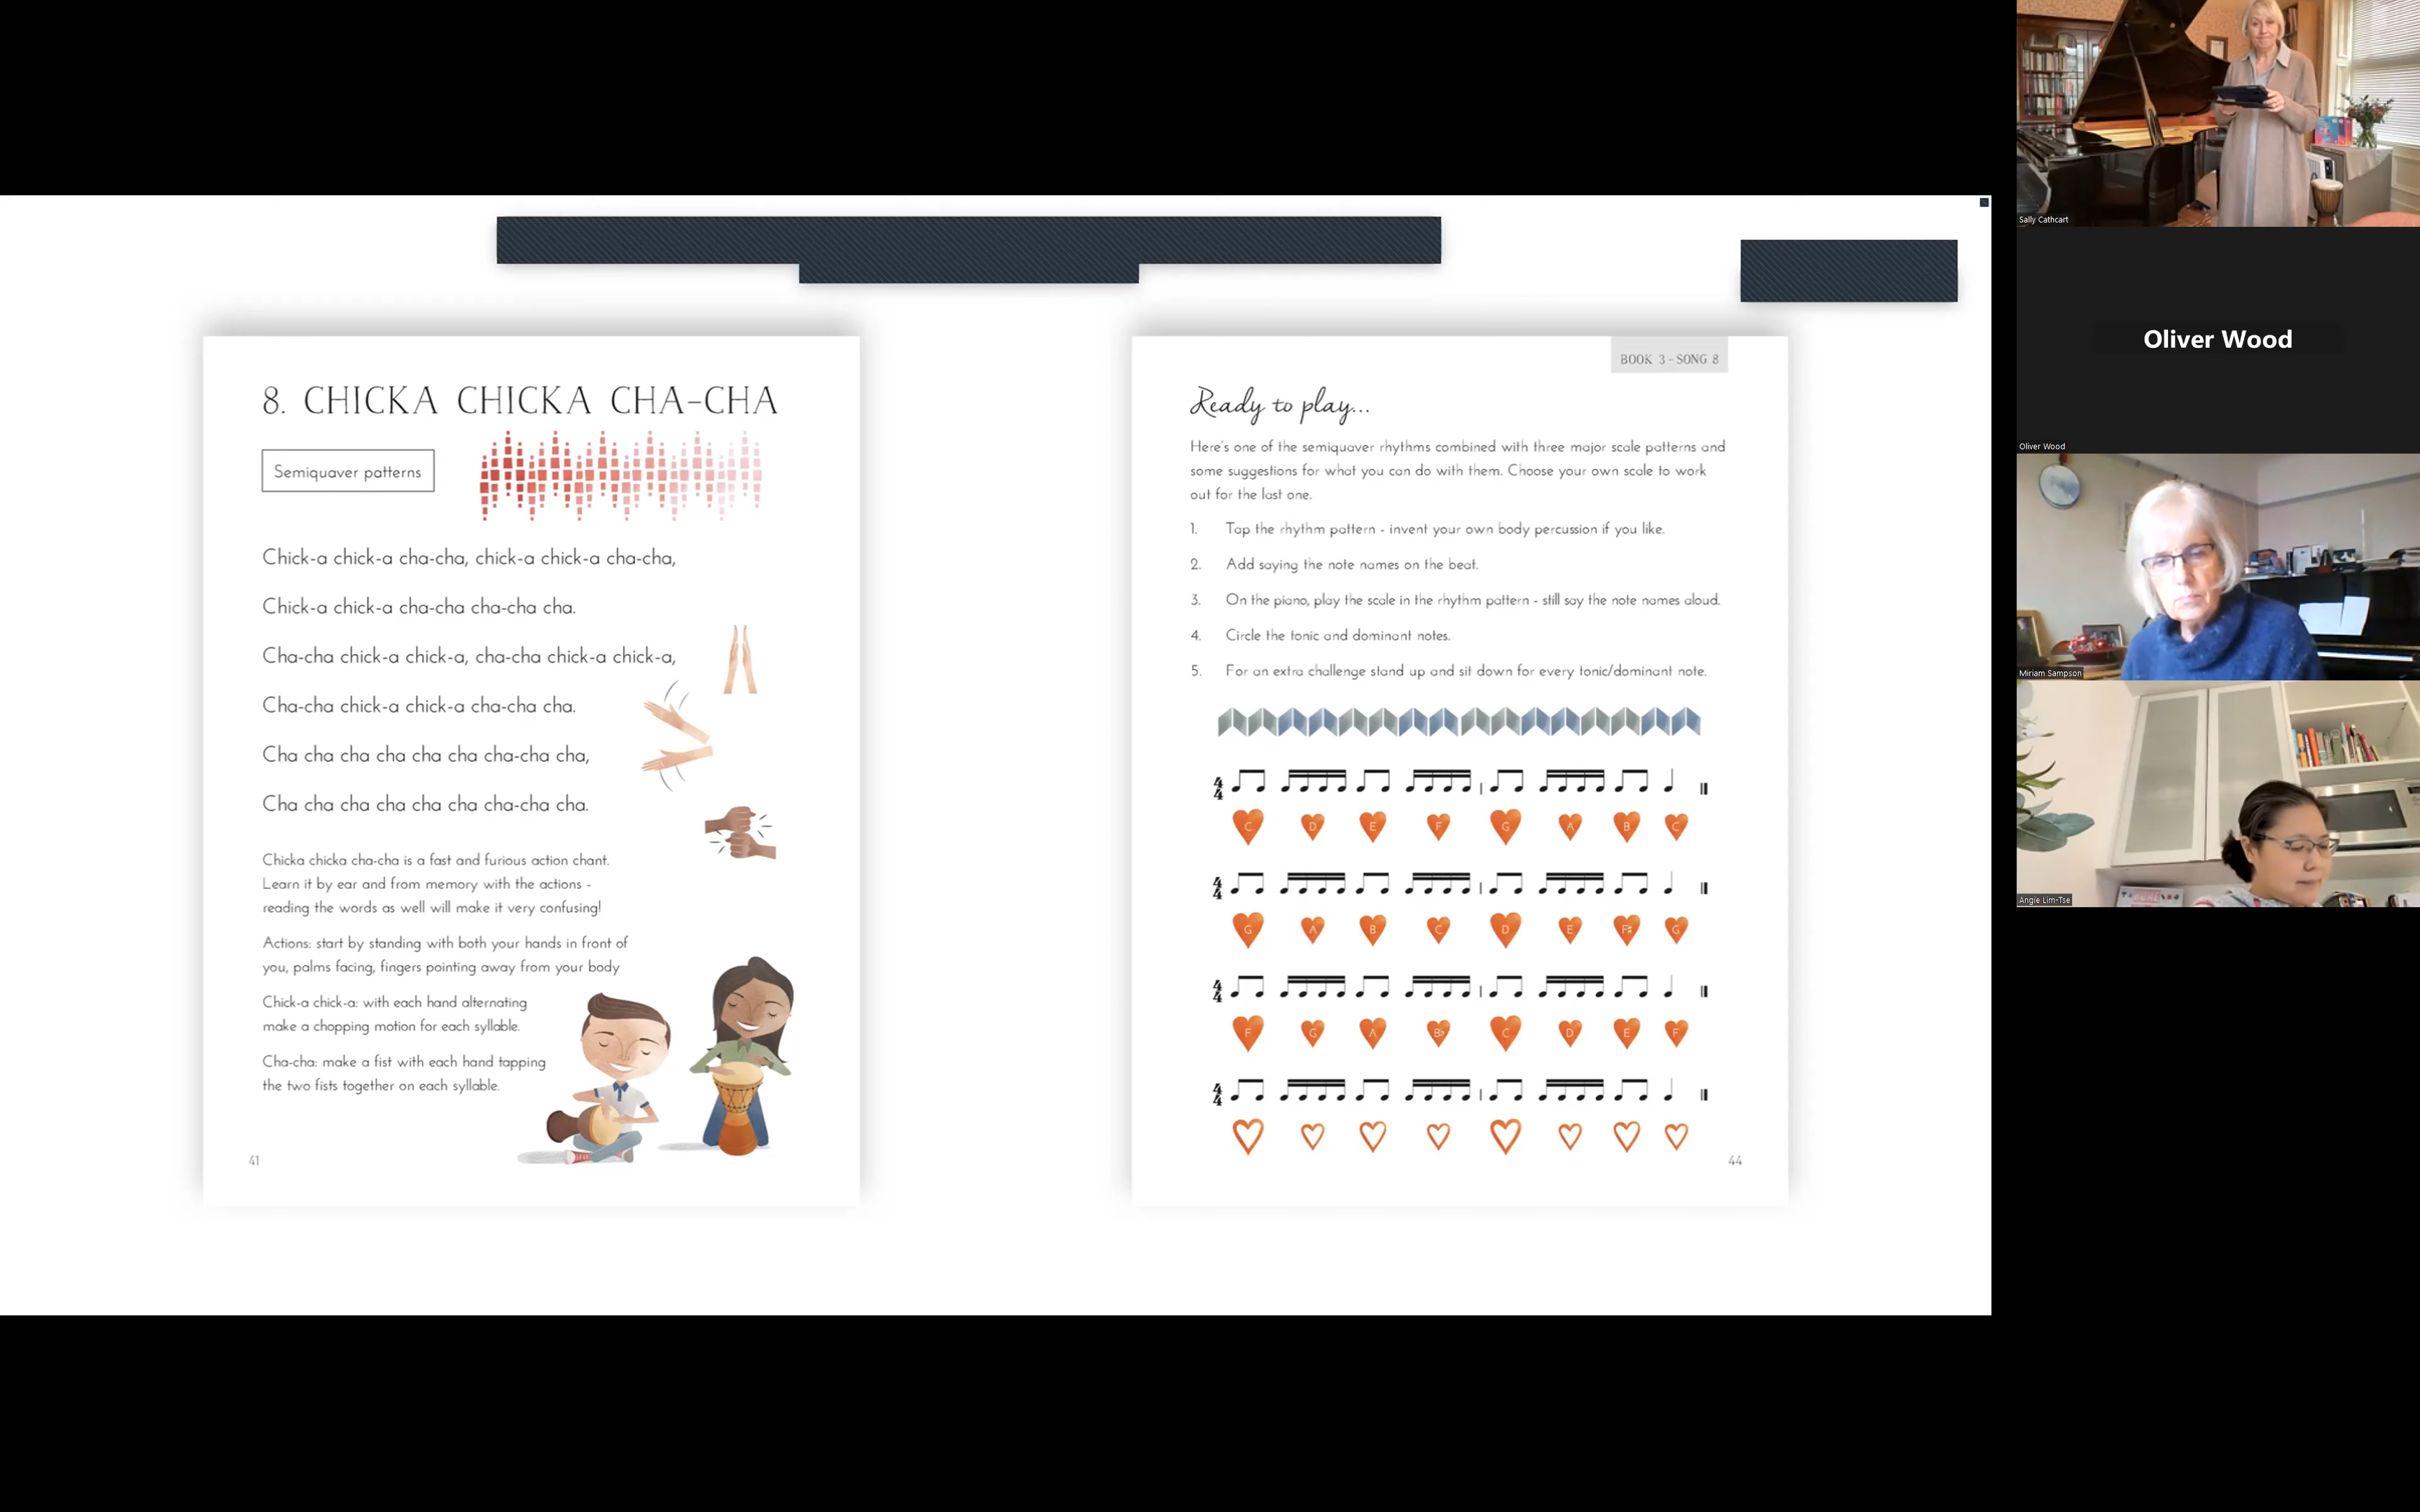 8. CHICKA CHICKA CHA-CHA
Semiquaver patterns
Chick-a chick-a cha-cha, chick-a chick-a cha-cha,
Chick-a chick-a cha-cha cha-cha cha.
Cha-cha chick-a chick-a, cha-cha chick-a chick-a,
Cha-cha chick-a chick-a cha-cha cha.
Cha cha cha cha cha cha cha-cha cha,
Cha cha cha cha cha cha cha-cha cha.
Chicka chicka cha-cha is a fast and furious action chant.
Learn it by ear and from memory with the actions -
reading the words as well will make it very confusing!
Actions: start by standing with both your hands in front of
you, palms facing, fingers pointing away from your body
Chick-a chick-a: with each hand alternating
make a chopping motion for each syllable.
Cha-cha: make a fist with each hand tapping
the two fists together on each syllable.
41
BOOK 3 - SONG 8
Ready to play...
Here's one of the semiquaver rhythms combined with three major scale patterns and
some suggestions for what you can do with them. Choose your own scale to work
out for the last one.
1. Tap the rhythm pattern - invent your own body percussion if you like.
2. Add saying the note names on the beat.
3. On the piano, play the scale in the rhythm pattern - still say the note names aloud.
4. Circle the tonic and dominant notes.
5. For an extra challenge stand up and sit down for every tonic/dominant note.
4
4
C D E F G A B C
4
4
G A B C D E F# G
4
4
F G A B♭ C D E F
4
4
44
Sally Cathcart
Oliver Wood
Oliver Wood
Miriam Sampson
Angie Lim-Tse